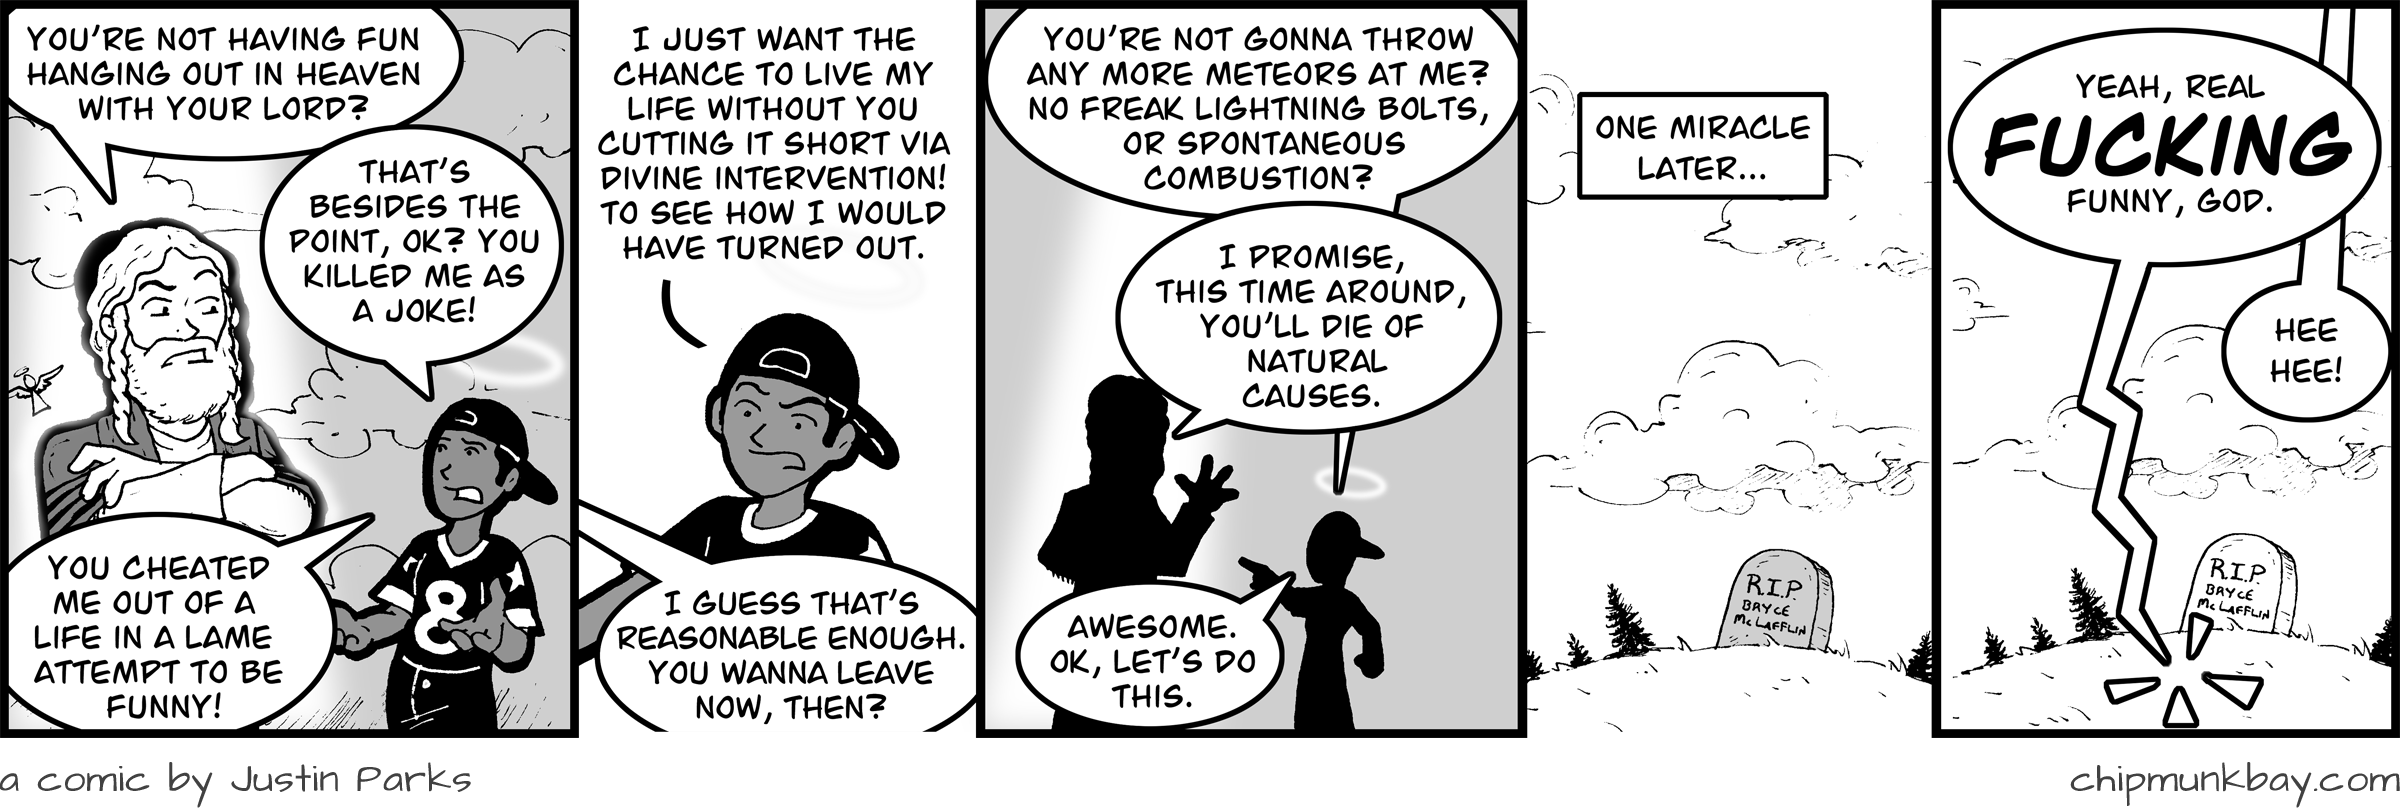 YOU'RE NOT HAVING FUN
HANGING OUT IN HEAVEN
WITH YOUR LORD?
THAT'S
BESIDES THE
POINT, OK? YOU
KILLED ME AS
A JOKE!
YOU CHEATED
ME OUT OF A
LIFE IN A LAME
ATTEMPT TO BE
FUNNY!
8
I JUST WANT THE
CHANCE TO LIVE MY
LIFE WITHOUT YOU
CUTTING IT SHORT VIA
DIVINE INTERVENTION!
TO SEE HOW I WOULD
HAVE TURNED OUT.
I GUESS THAT'S
REASONABLE ENOUGH.
YOU WANNA LEAVE
NOW, THEN?
YOU'RE NOT GONNA THROW
ANY MORE METEORS AT ME?
NO FREAK LIGHTNING BOLTS,
OR SPONTANEOUS
COMBUSTION?
I PROMISE,
THIS TIME AROUND,
YOU'LL DIE OF
NATURAL
CAUSES.
AWESOME.
OK, LET'S DO
THIS.
ONE MIRACLE
LATER...
R.I.P
BRYCE
McLAFFLIN
YEAH, REAL
FUCKING
FUNNY, GOD.
HEE
HEE!
R.I.P.
BRYCE
McLAFFLIN
a comic by Justin Parks
chipmunkbay.com